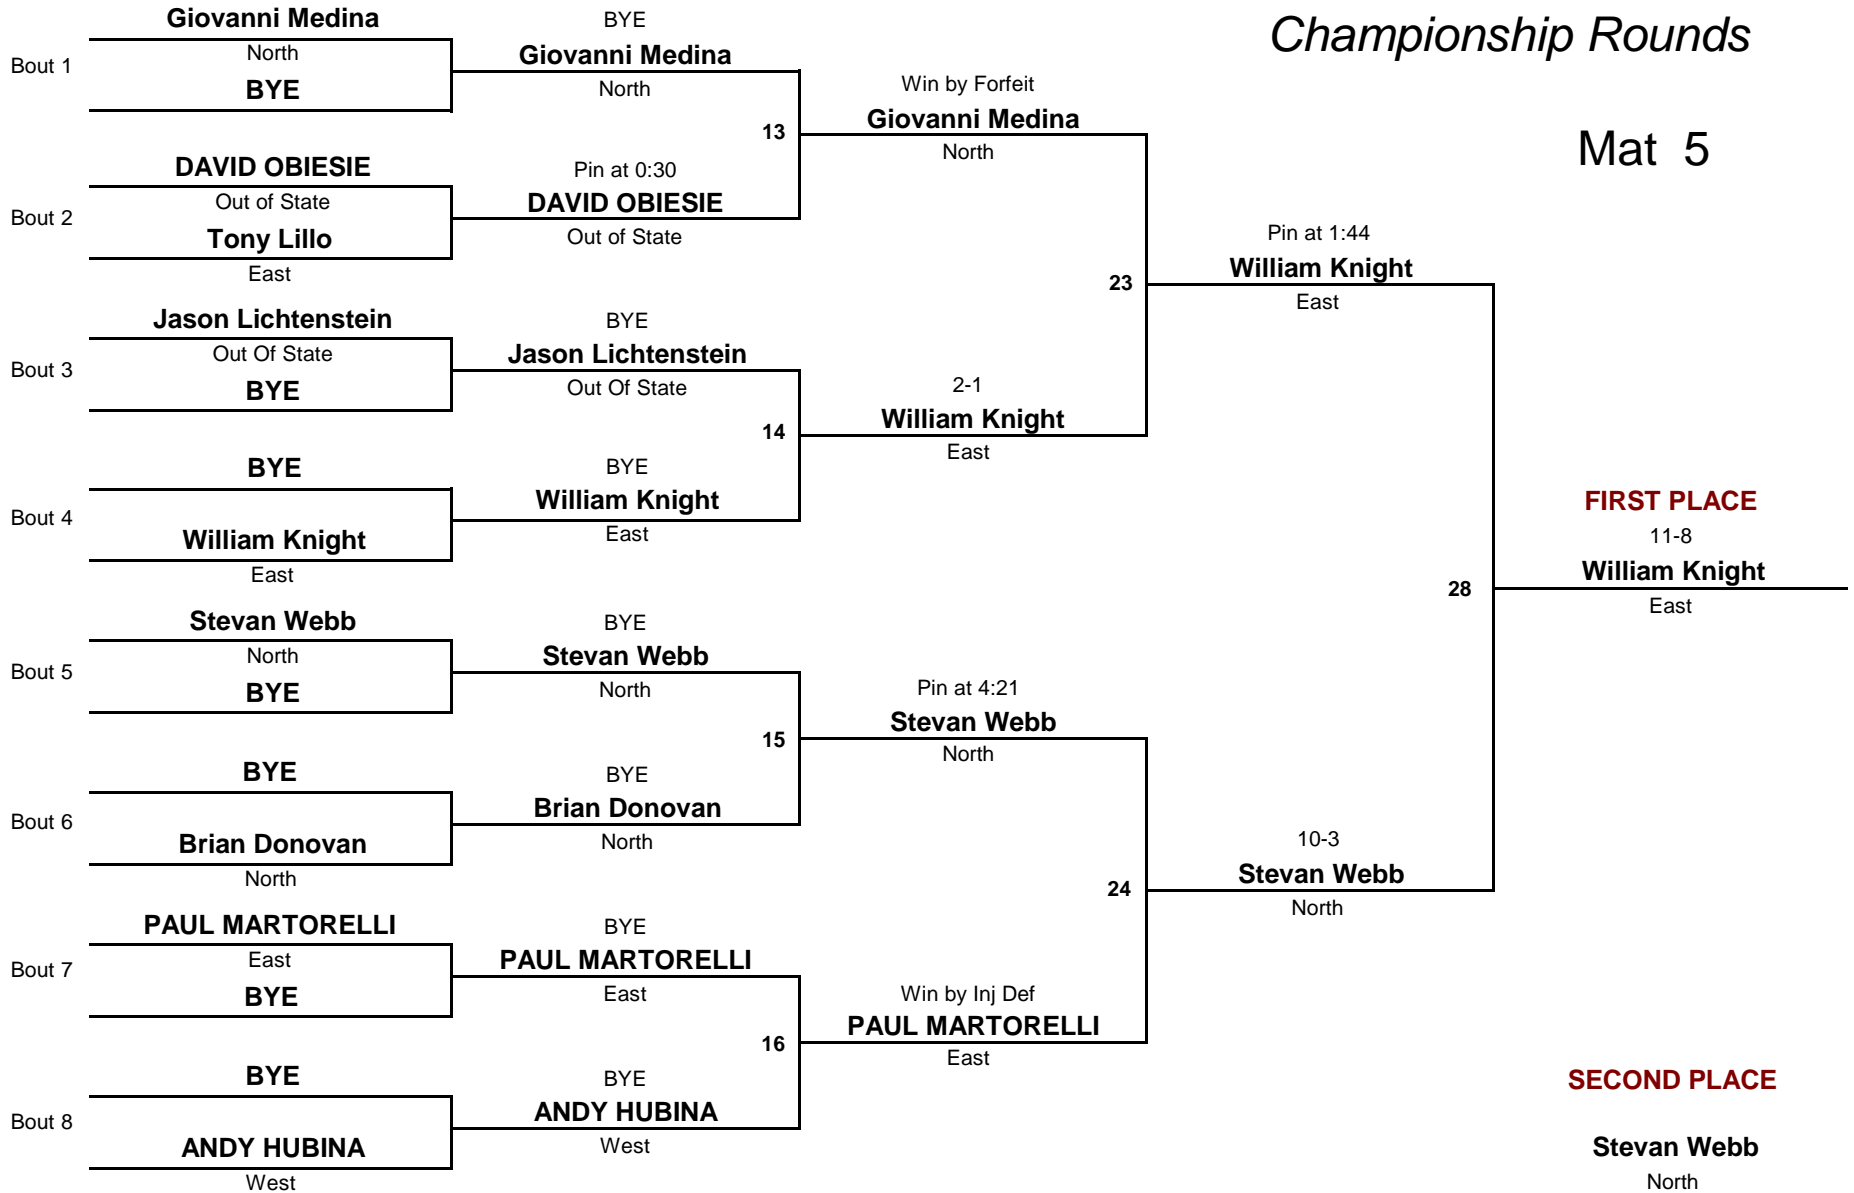 Championship Rounds
Mat 5
Bout 1
Giovanni Medina
North
BYE
Bout 2
DAVID OBIESIE
Out of State
Tony Lillo
East
Bout 3
Jason Lichtenstein
Out Of State
BYE
Bout 4
BYE
William Knight
East
Bout 5
Stevan Webb
North
BYE
Bout 6
BYE
Brian Donovan
North
Bout 7
PAUL MARTORELLI
East
BYE
Bout 8
BYE
ANDY HUBINA
West
BYE
Giovanni Medina
North
13
Pin at 0:30
DAVID OBIESIE
Out of State
BYE
Jason Lichtenstein
Out Of State
14
BYE
William Knight
East
BYE
Stevan Webb
North
15
BYE
Brian Donovan
North
BYE
PAUL MARTORELLI
East
16
BYE
ANDY HUBINA
West
Win by Forfeit
Giovanni Medina
North
23
2-1
William Knight
East
Pin at 4:21
Stevan Webb
North
24
Win by Inj Def
PAUL MARTORELLI
East
Pin at 1:44
William Knight
East
28
10-3
Stevan Webb
North
FIRST PLACE
11-8
William Knight
East
SECOND PLACE
Stevan Webb
North